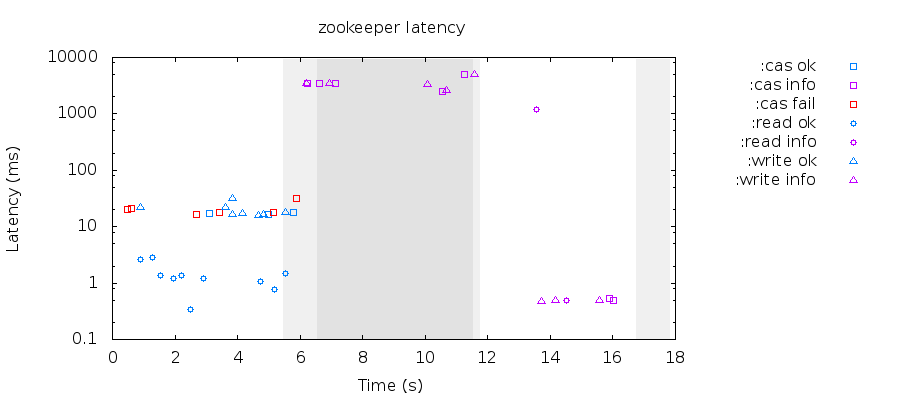 zookeeper latency
10000
1000
100
10
1
0.1
0 2 4 6 8 10 12 14 16 18
Latency (ms)
Time (s)
:cas ok
:cas info
:cas fail
:read ok
:read info
:write ok
:write info